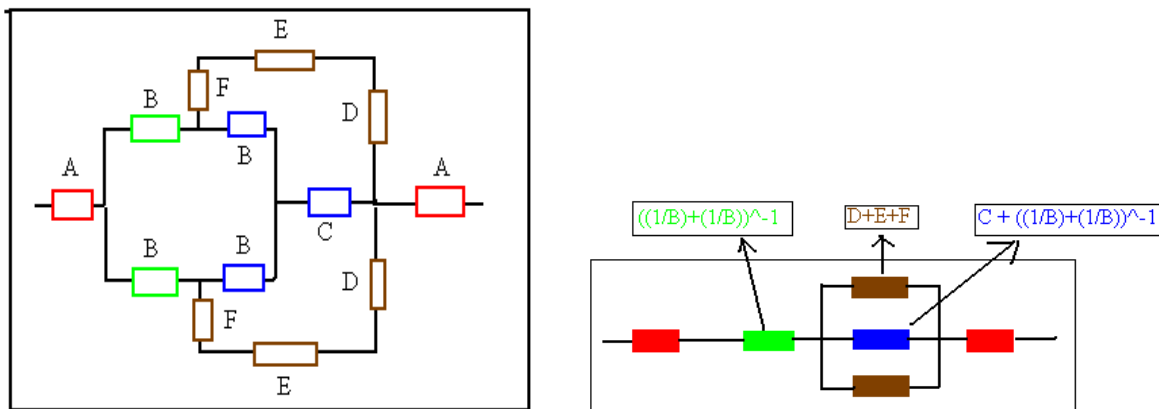 E
F
B
D
B
A
A
C
B
B
D
F
E
((1/B)+(1/B))^-1
D+E+F
C + ((1/B)+(1/B))^-1